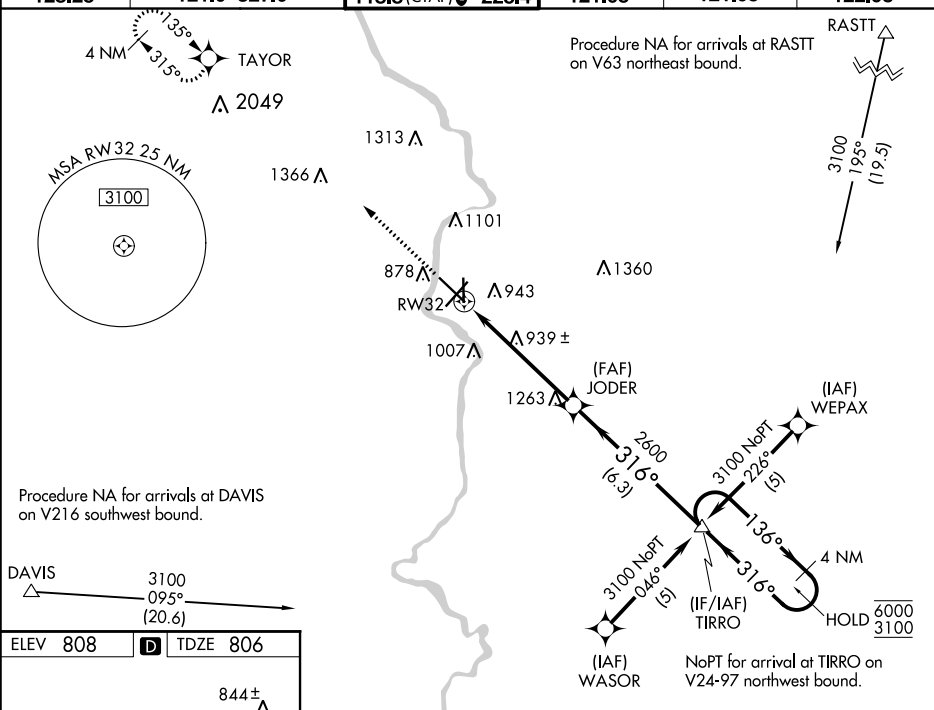 135°
315°
4 NM
TAYOR
2049
Procedure NA for arrivals at RASTT
on V63 northeast bound.
RASTT
3100
195°
(19.5)
1313
1366
MSA RW32 25 NM
3100
1101
878
RW32
943
1360
939 ±
1007
(FAF)
JODER
1263
(IAF)
WEPAX
2600
316°
(6.3)
3100 NoPT
226°
(5)
136°
4 NM
316°
HOLD 6000
3100
3100 NoPT
046°
(5)
(IF/IAF)
TIRRO
(IAF)
WASOR
NoPT for arrival at TIRRO on
V24-97 northwest bound.
Procedure NA for arrivals at DAVIS
on V216 southwest bound.
DAVIS
3100
095°
(20.6)
ELEV 808 D TDZE 806
844 ±